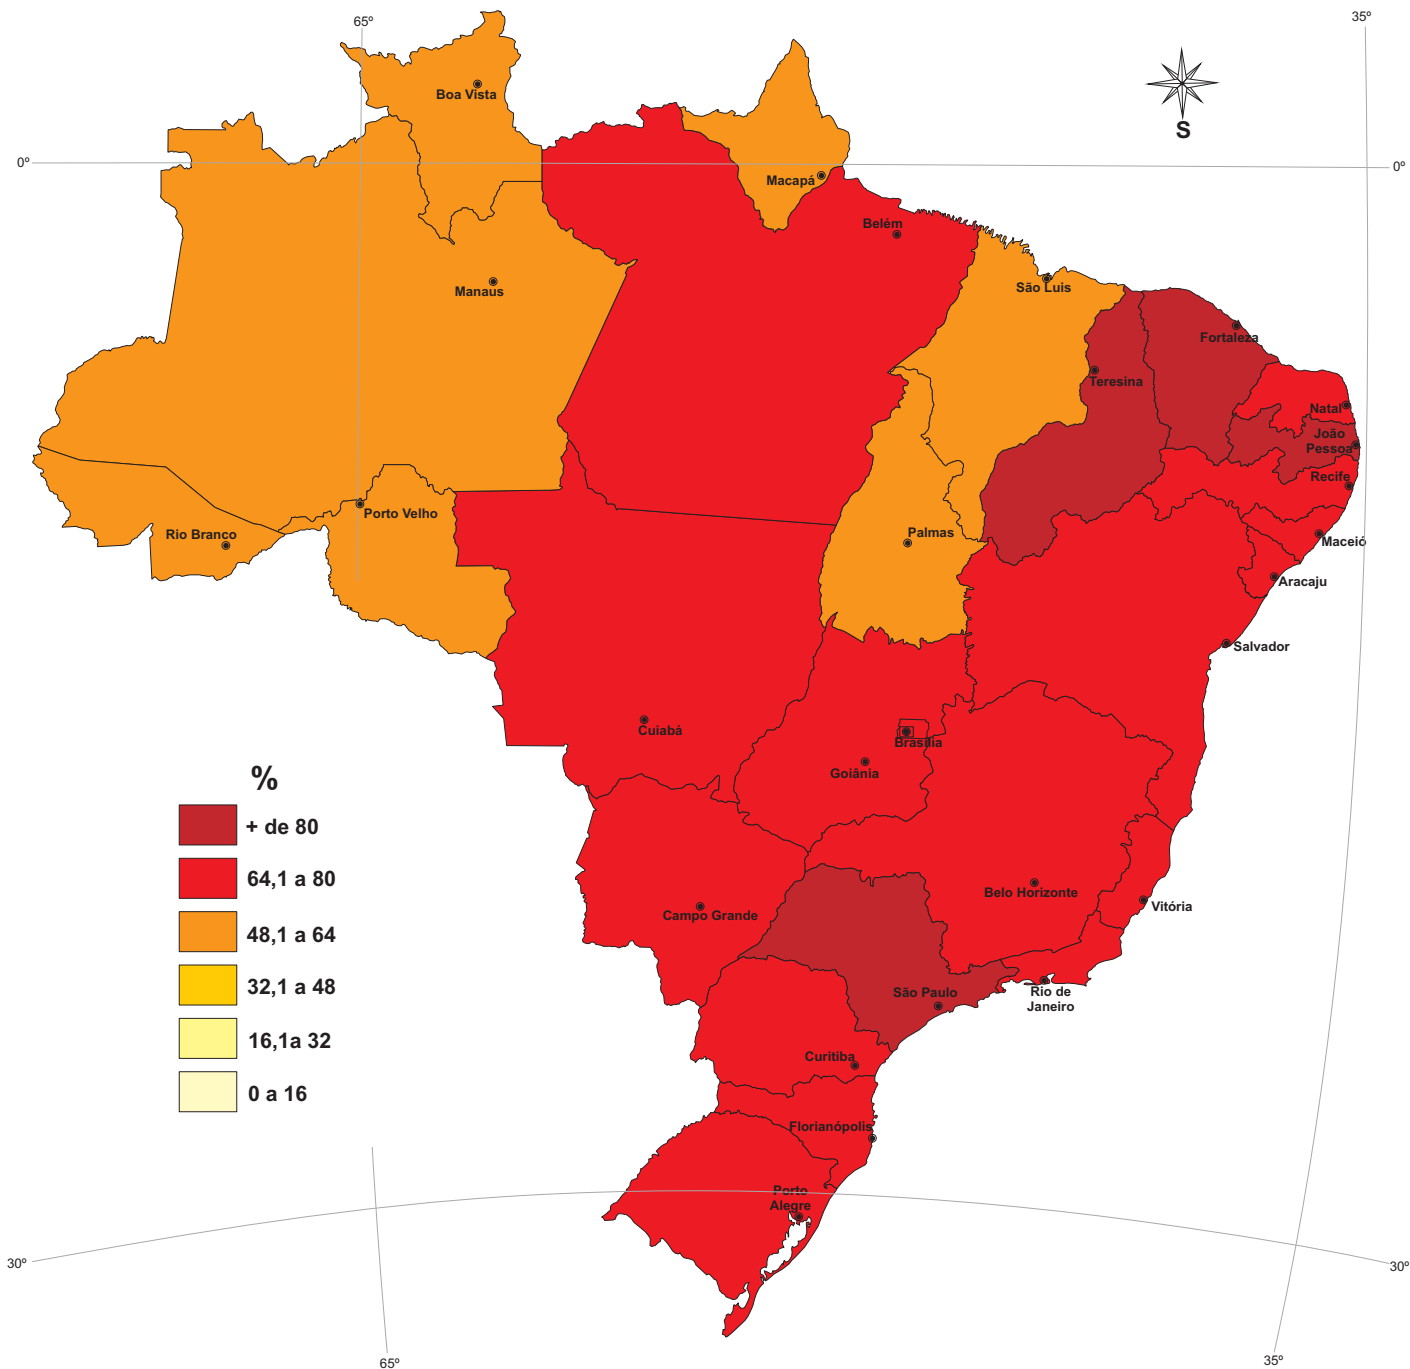 65º
35º
Boa Vista
S
0º
0º
Macapá
Belém
São Luis
Manaus
Fortaleza
Teresina
Natal
João
Pessoa
Recife
Porto Velho
Rio Branco
Palmas
Maceió
Aracaju
Salvador
Cuiabá
Brasília
Goiânia
%
+ de 80
64,1 a 80
48,1 a 64
32,1 a 48
16,1a 32
0 a 16
Belo Horizonte
Vitória
Campo Grande
São Paulo
Rio de
Janeiro
Curitiba
Florianópolis
Porto
Alegre
30º
30º
65º
35º